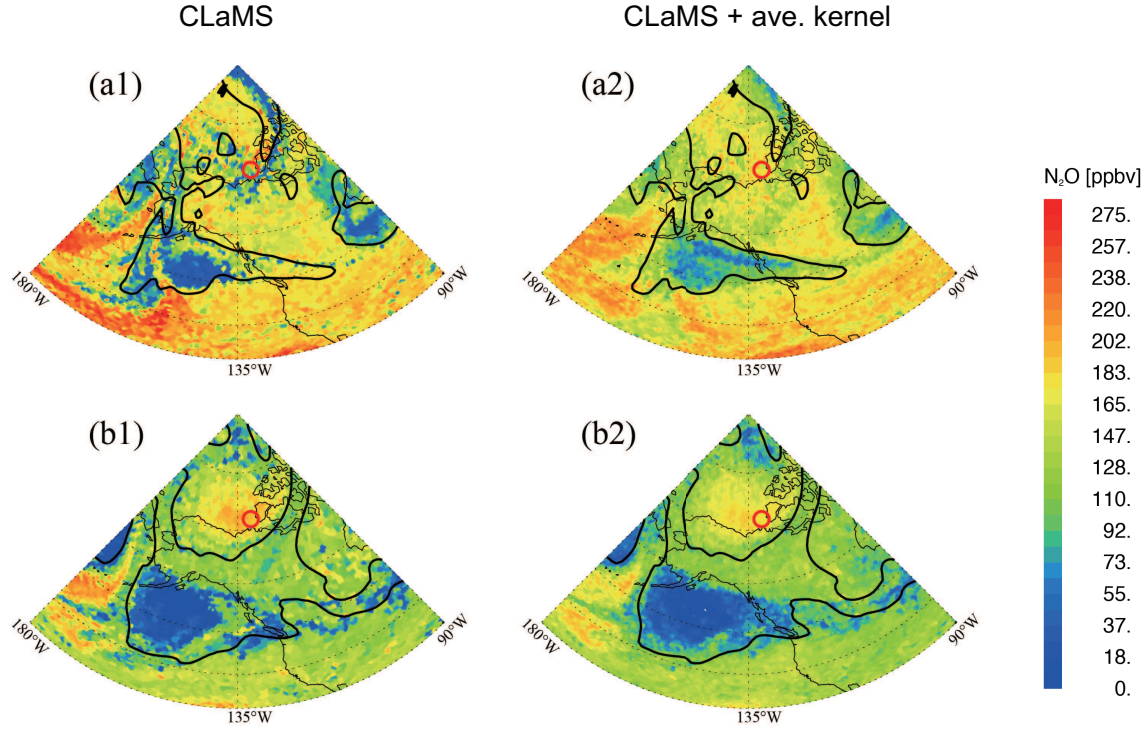 CLaMS
CLaMS + ave. kernel
(a1)
180°W
135°W
90°W
(a2)
180°W
135°W
90°W
N₂O [ppbv]
275.
257.
238.
220.
202.
183.
165.
147.
128.
110.
92.
73.
55.
37.
18.
0.
(b1)
180°W
135°W
90°W
(b2)
180°W
135°W
90°W